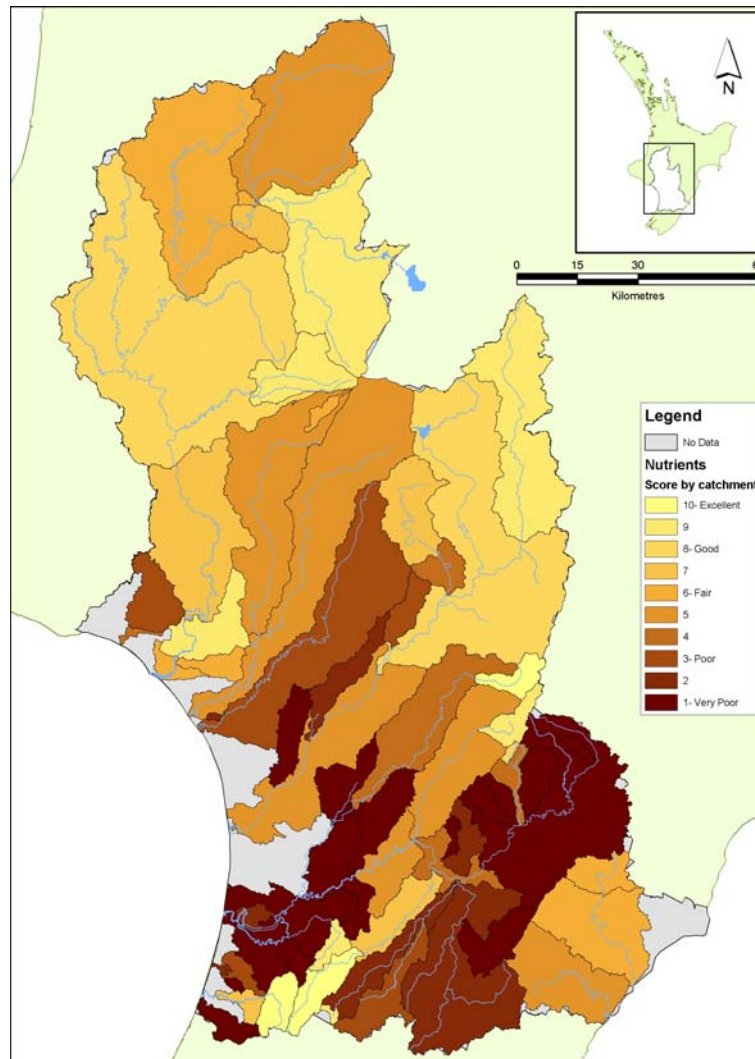 N
0 15 30 6
Kilometres
Legend
No Data
Nutrients
Score by catchment
10- Excellent
9
8- Good
7
6- Fair
5
4
3- Poor
2
1- Very Poor